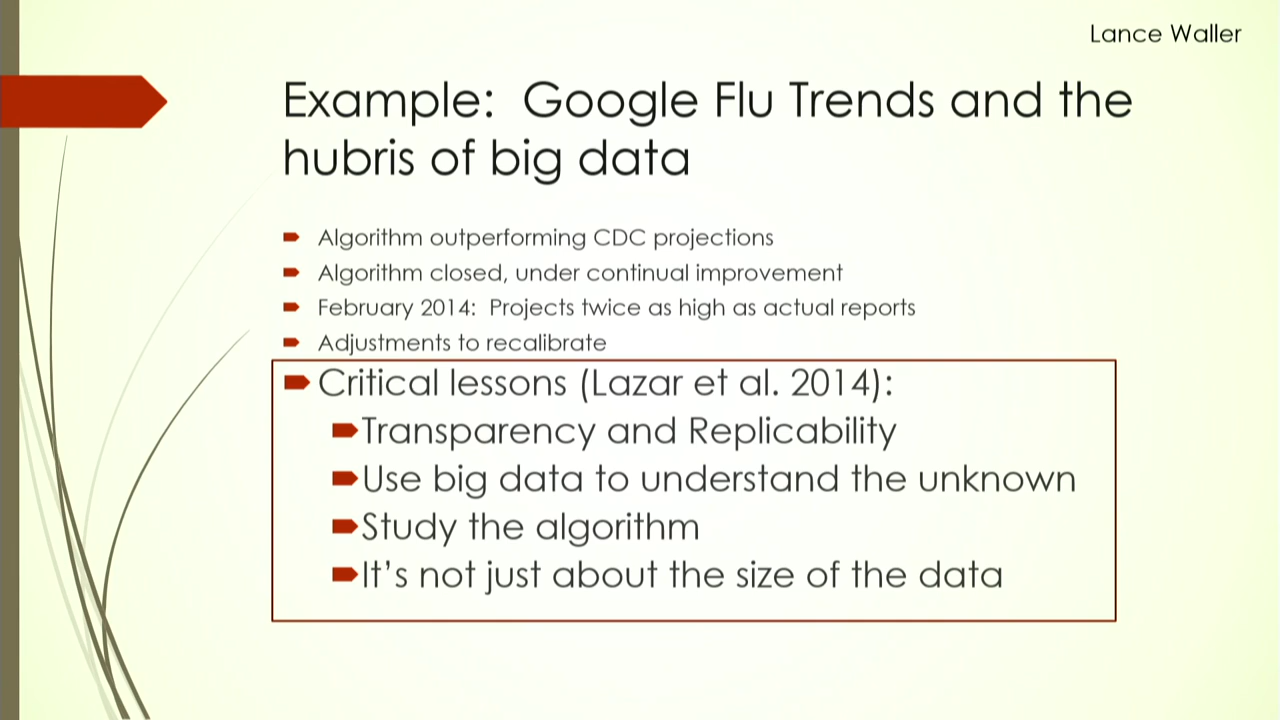 Lance Waller
Example: Google Flu Trends and the
hubris of big data
Algorithm outperforming CDC projections
Algorithm closed, under continual improvement
February 2014: Projects twice as high as actual reports
Adjustments to recalibrate
Critical lessons (Lazar et al. 2014):
Transparency and Replicability
Use big data to understand the unknown
Study the algorithm
It's not just about the size of the data